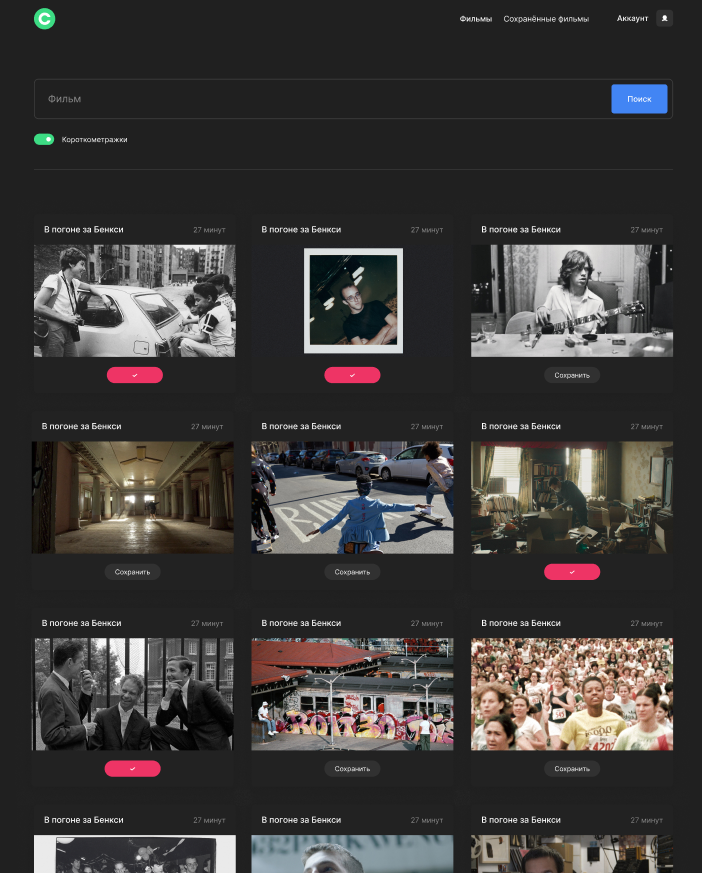 C
Фильмы Сохранённые фильмы Аккаунт
Фильм Поиск
Короткометражки
В погоне за Бенкси 27 минут
В погоне за Бенкси 27 минут
В погоне за Бенкси 27 минут
Сохранить
В погоне за Бенкси 27 минут
В погоне за Бенкси 27 минут
В погоне за Бенкси 27 минут
Сохранить
Сохранить
В погоне за Бенкси 27 минут
В погоне за Бенкси 27 минут
В погоне за Бенкси 27 минут
Сохранить
Сохранить
В погоне за Бенкси 27 минут
В погоне за Бенкси 27 минут
В погоне за Бенкси 27 минут